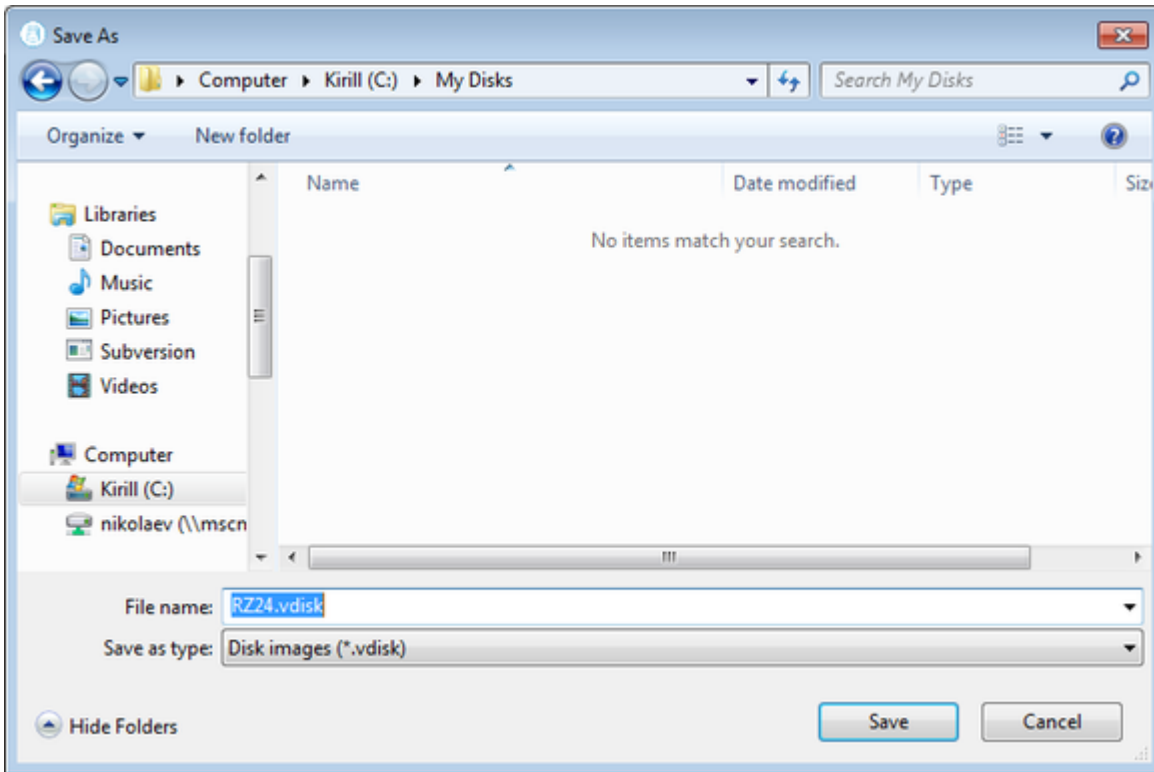 Save As
Computer Kirill (C:) My Disks Search My Disks
Organize New folder
Name Date modified Type
No items match your search.
Libraries
Documents
Music
Pictures
Subversion
Videos
Computer
Kirill (C:)
nikolaev (\\mscn
File name: RZ24.vdisk
Save as type: Disk images (*.vdisk)
Hide Folders Save Cancel